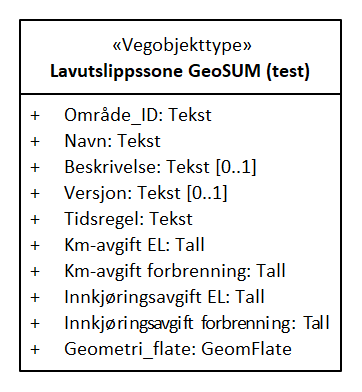 «Vegobjekttype»
Lavutslippssone GeoSUM (test)
+ Område_ID: Tekst
+ Navn: Tekst
+ Beskrivelse: Tekst [0..1]
+ Versjon: Tekst [0..1]
+ Tidsregel: Tekst
+ Km-avgift EL: Tall
+ Km-avgift forbrenning: Tall
+ Innkjøringsavgift EL: Tall
+ Innkjøringsavgift forbrenning: Tall
+ Geometri_flate: GeomFlate